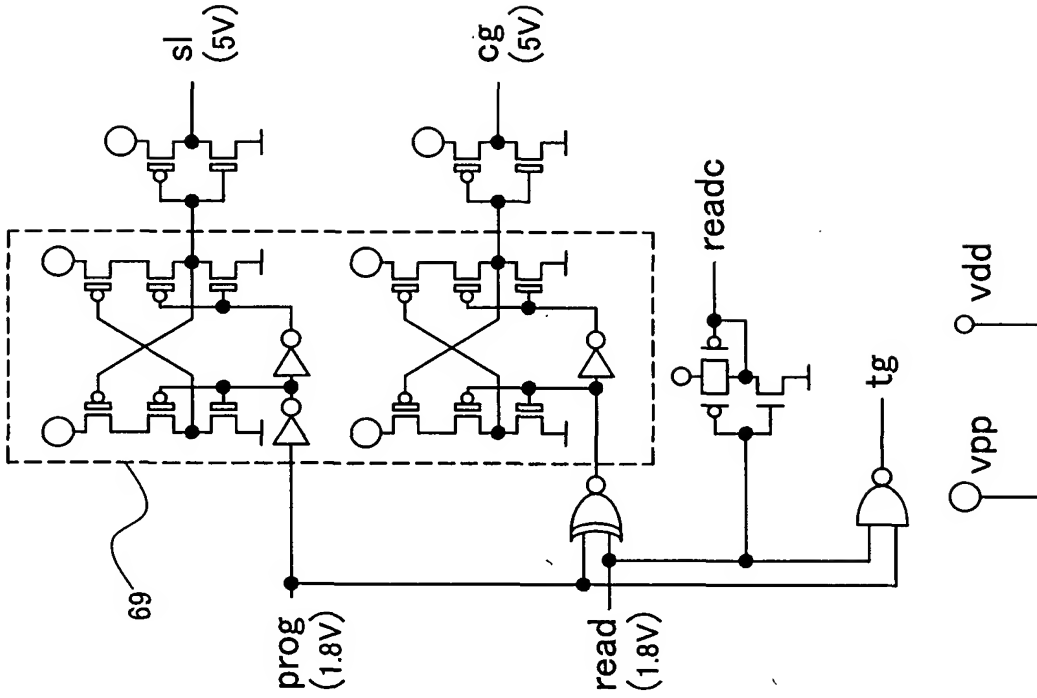 sl
(5V)
cg
(5V)
readc
69
prog
(1.8V)
read
(1.8V)
tg
vpp
vdd